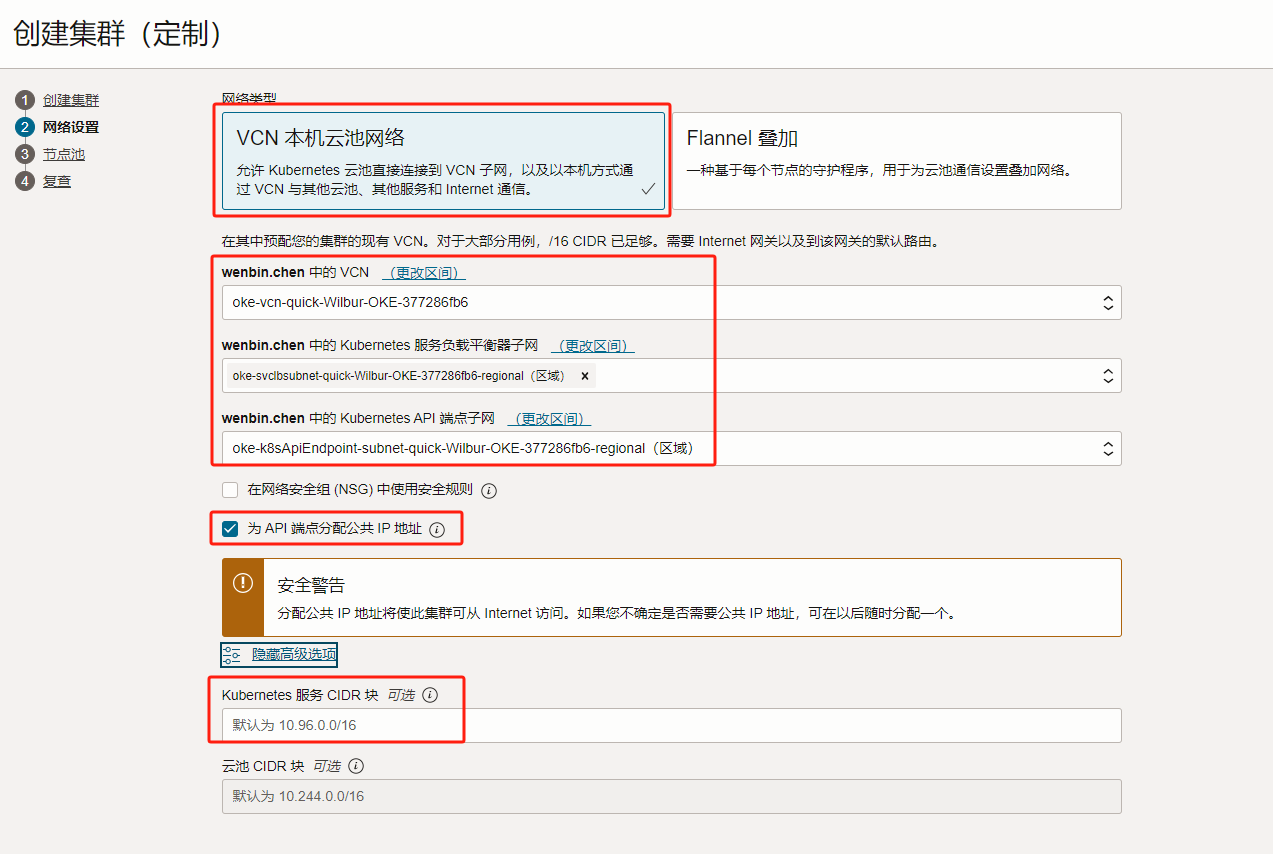 创建集群（定制）
1 创建集群
2 网络设置
3 节点池
4 复查
网络类型
VCN 本机云池网络
允许 Kubernetes 云池直接连接到 VCN 子网，以及以本机方式通
过 VCN 与其他云池、其他服务和 Internet 通信。
Flannel 叠加
一种基于每个节点的守护程序，用于为云池通信设置叠加网络。
在其中预配您的集群的现有 VCN。对于大部分用例，/16 CIDR 已足够。需要 Internet 网关以及到该网关的默认路由。
wenbin.chen 中的 VCN （更改区间）
oke-vcn-quick-Wilbur-OKE-377286fb6
wenbin.chen 中的 Kubernetes 服务负载平衡器子网 （更改区间）
oke-svclbsubnet-quick-Wilbur-OKE-377286fb6-regional（区域） ×
wenbin.chen 中的 Kubernetes API 端点子网 （更改区间）
oke-k8sApiEndpoint-subnet-quick-Wilbur-OKE-377286fb6-regional（区域）
在网络安全组 (NSG) 中使用安全规则
为 API 端点分配公共 IP 地址
安全警告
分配公共 IP 地址将使此集群可从 Internet 访问。如果您不确定是否需要公共 IP 地址，可在以后随时分配一个。
隐藏高级选项
Kubernetes 服务 CIDR 块 可选
默认为 10.96.0.0/16
云池 CIDR 块 可选
默认为 10.244.0.0/16